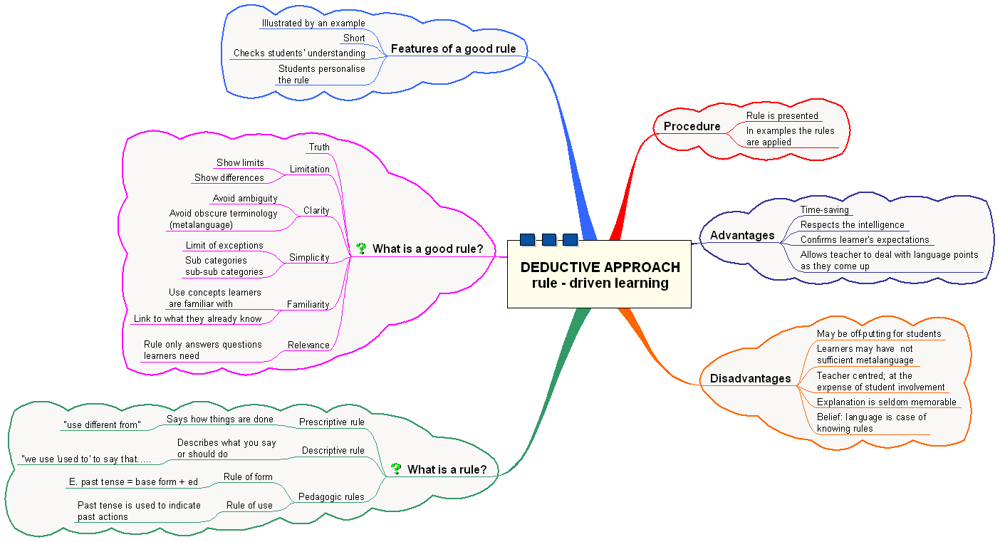 DEDUCTIVE APPROACH
rule - driven learning
Features of a good rule
Illustrated by an example
Short
Checks students' understanding
Students personalise
the rule
Procedure
Rule is presented
In examples the rules
are applied
Advantages
Time-saving
Respects the intelligence
Confirms learner's expectations
Allows teacher to deal with language points
as they come up
Disadvantages
May be off-putting for students
Learners may have  not
sufficient metalanguage
Teacher centred; at the
expense of student involvement
Explanation is seldom memorable
Belief: language is case of
knowing rules
? What is a good rule?
Truth
Limitation
Show limits
Show differences
Clarity
Avoid ambiguity
Avoid obscure terminology
(metalanguage)
Simplicity
Limit of exceptions
Sub categories
sub-sub categories
Familiarity
Use concepts learners
are familiar with
Link to what they already know
Relevance
Rule only answers questions
learners need
? What is a rule?
Prescriptive rule
Says how things are done
"use different from"
Descriptive rule
Describes what you say
or should do
"we use 'used to' to say that.....
Pedagogic rules
Rule of form
E. past tense = base form + ed
Rule of use
Past tense is used to indicate
past actions